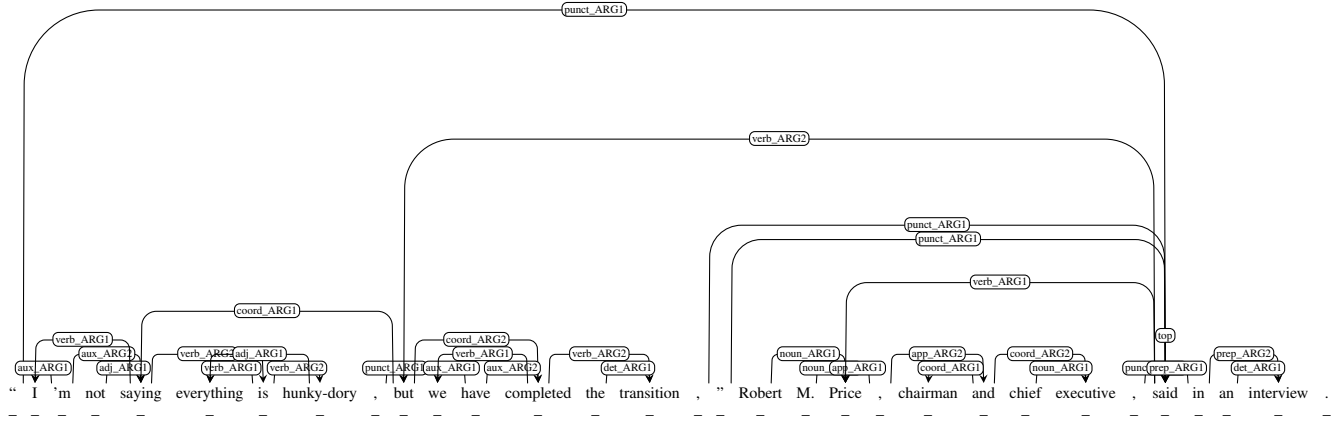 punct_ARG1
verb_ARG2
punct_ARG1
punct_ARG1
verb_ARG1
coord_ARG1
top
verb_ARG1 coord_ARG2
aux_ARG2 verb_ARG2 adj_ARG1 verb_ARG1 verb_ARG2 noun_ARG1 app_ARG2 coord_ARG2 prep_ARG2
aux_ARG1 adj_ARG1 verb_ARG1 verb_ARG2 punct_ARG1 aux_ARG1 aux_ARG2 det_ARG1 noun_ app_ARG1 coord_ARG1 noun_ARG1 punc prep_ARG1 det_ARG1
“ I 'm not saying everything is hunky-dory , but we have completed the transition , ” Robert M. Price , chairman and chief executive , said in an interview .
_ _ _ _ _ _ _ _ _ _ _ _ _ _ _ _ _ _ _ _ _ _ _ _ _ _ _ _ _ _ _